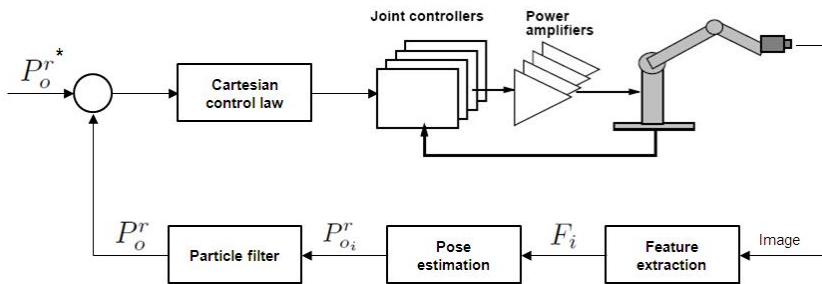 Joint controllers
Power
amplifiers
P_o^r*
Cartesian
control law
P_o^r
Particle filter
P_{o_i}^r
Pose
estimation
F_i
Feature
extraction
Image